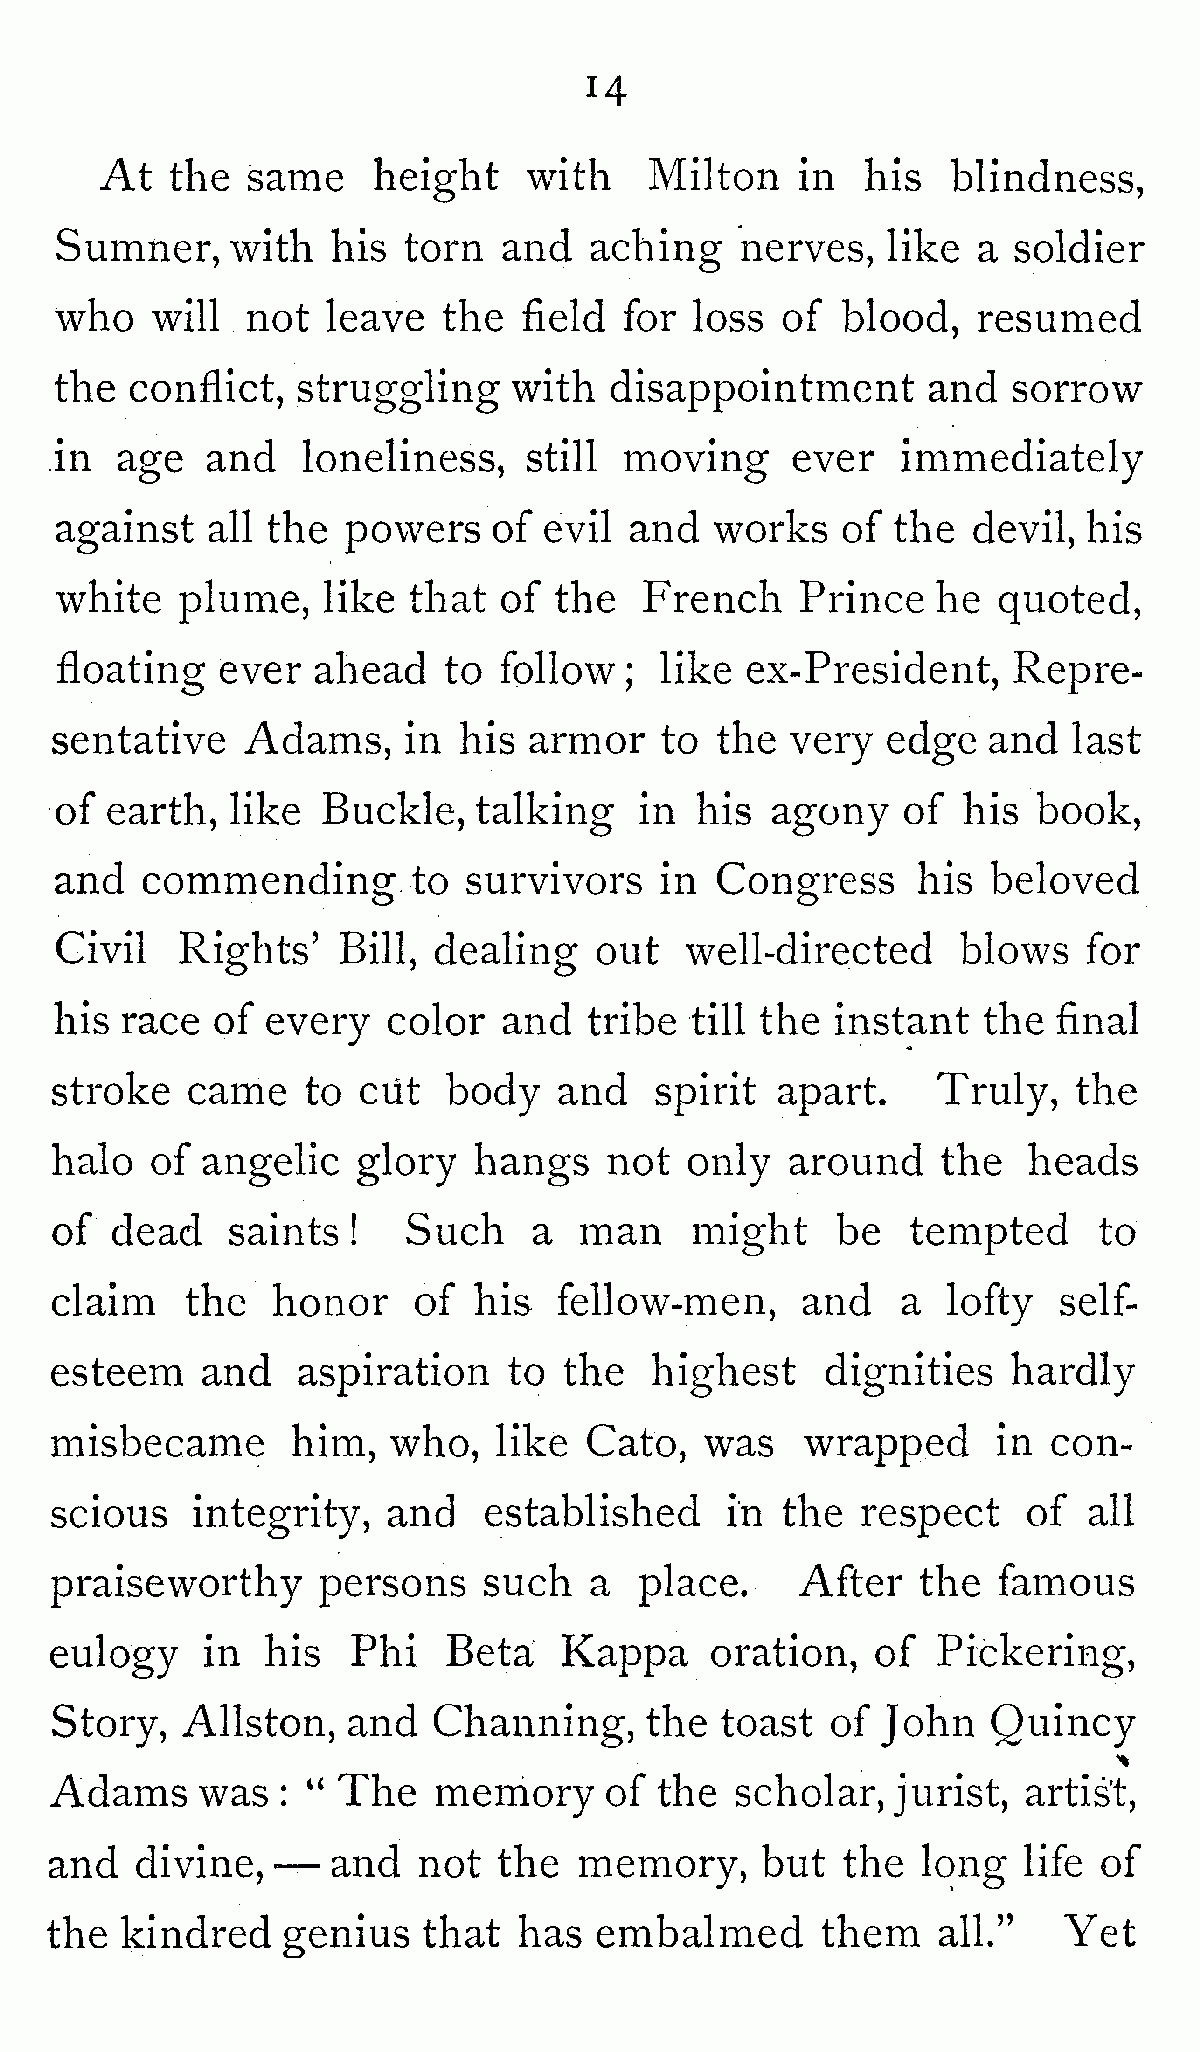 14
At the same height with Milton in his blindness,
Sumner, with his torn and aching nerves, like a soldier
who will not leave the field for loss of blood, resumed
the conflict, struggling with disappointment and sorrow
in age and loneliness, still moving ever immediately
against all the powers of evil and works of the devil, his
white plume, like that of the French Prince he quoted,
floating ever ahead to follow; like ex-President, Repre-
sentative Adams, in his armor to the very edge and last
of earth, like Buckle, talking in his agony of his book,
and commending to survivors in Congress his beloved
Civil Rights' Bill, dealing out well-directed blows for
his race of every color and tribe till the instant the final
stroke came to cut body and spirit apart. Truly, the
halo of angelic glory hangs not only around the heads
of dead saints! Such a man might be tempted to
claim the honor of his fellow-men, and a lofty self-
esteem and aspiration to the highest dignities hardly
misbecame him, who, like Cato, was wrapped in con-
scious integrity, and established in the respect of all
praiseworthy persons such a place. After the famous
eulogy in his Phi Beta Kappa oration, of Pickering,
Story, Allston, and Channing, the toast of John Quincy
Adams was: “ The memory of the scholar, jurist, artist,
and divine, — and not the memory, but the long life of
the kindred genius that has embalmed them all.” Yet